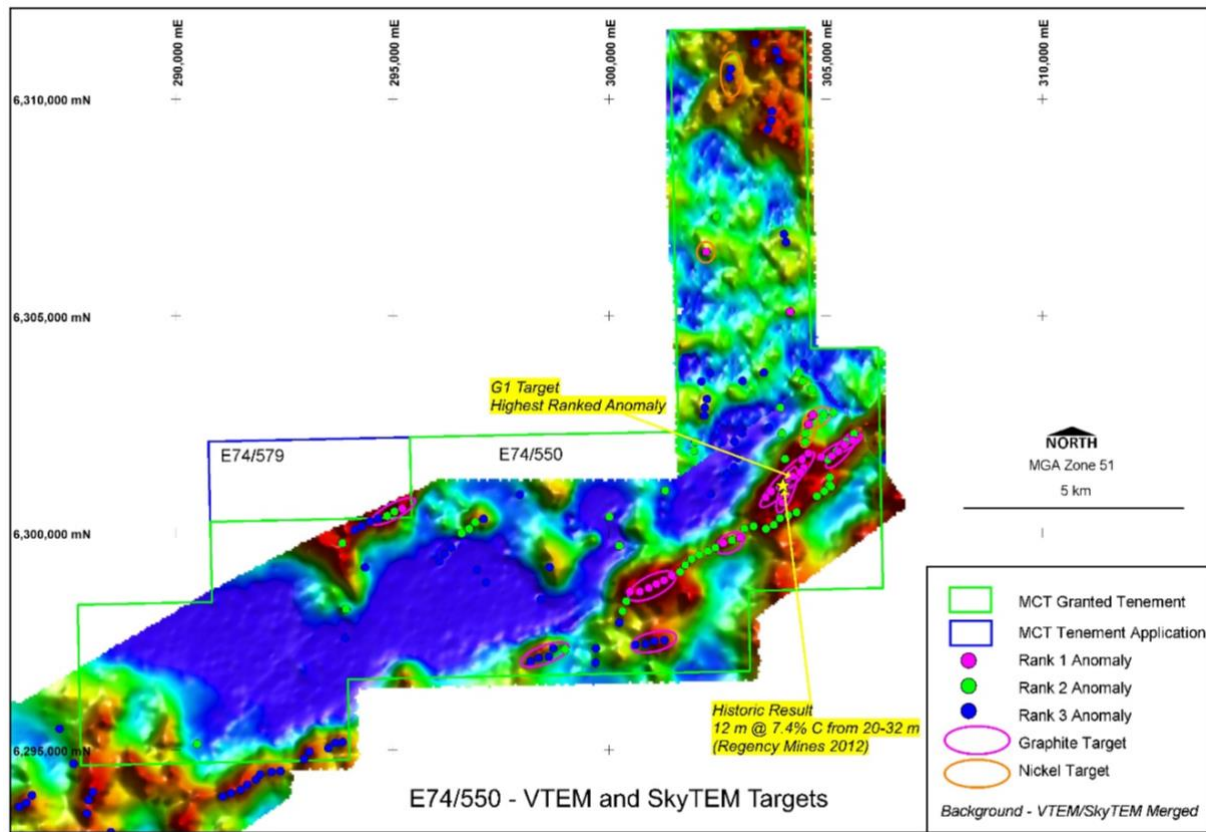 290,000 mE
295,000 mE
300,000 mE
305,000 mE
310,000 mE
6,310,000 mN
6,305,000 mN
G1 Target
Highest Ranked Anomaly
E74/579
E74/550
NORTH
MGA Zone 51
5 km
6,300,000 mN
MCT Granted Tenement
MCT Tenement Application
Rank 1 Anomaly
Rank 2 Anomaly
Rank 3 Anomaly
Graphite Target
Nickel Target
Background - VTEM/SkyTEM Merged
Historic Result
12 m @ 7.4% C from 20-32 m
(Regency Mines 2012)
6,295,000 mN
E74/550 - VTEM and SkyTEM Targets